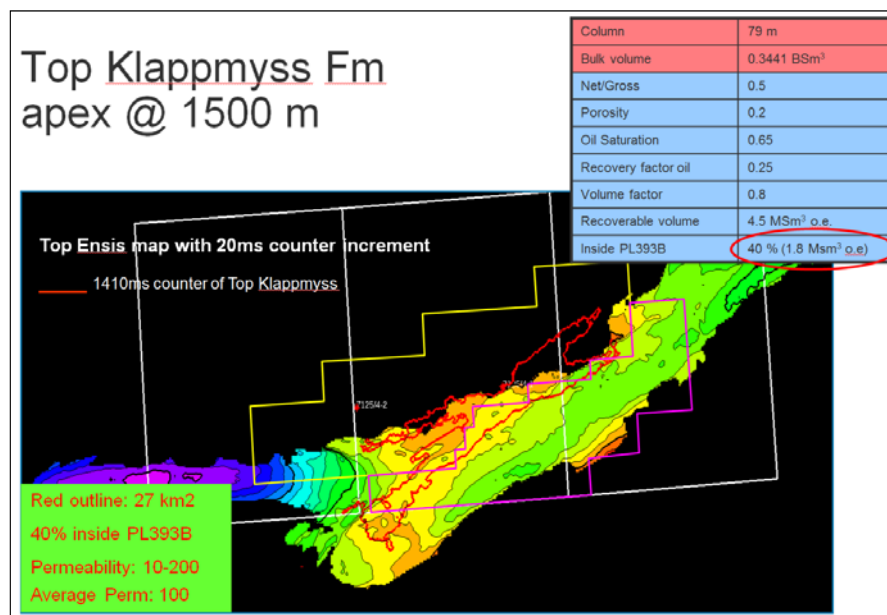 Top Klappmyss Fm
apex @ 1500 m
Column 79 m
Bulk volume 0.3441 BSm³
Net/Gross 0.5
Porosity 0.2
Oil Saturation 0.65
Recovery factor oil 0.25
Volume factor 0.8
Recoverable volume 4.5 MSm³ o.e.
Inside PL393B 40 % (1.8 Msm³ o.e)
Top Ensis map with 20ms counter increment
1410ms counter of Top Klappmyss
7125/4-2
Red outline: 27 km2
40% inside PL393B
Permeability: 10-200
Average Perm: 100